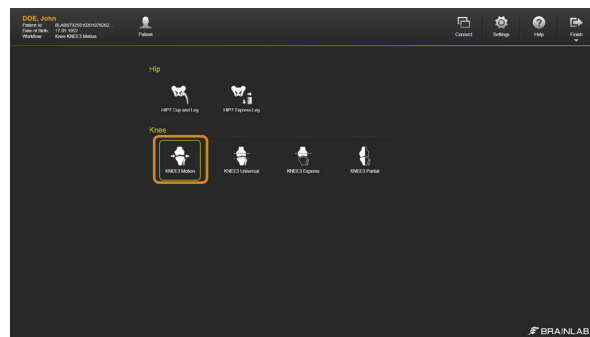 DOE, John
Patient Id:
Date of Birth: 17.01.1952
Workflow: Knee KNEE3 Motion
Patient
Connect
Settings
Help
Finish
Hip
HIP7 Cup and Leg
HIP7 Express Leg
Knee
KNEE3 Motion
KNEE3 Universal
KNEE3 Express
KNEE3 Partial
BRAINLAB